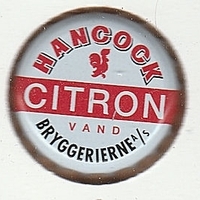 HANCOCK
CITRON
VAND
BRYGGERIERNE A/S